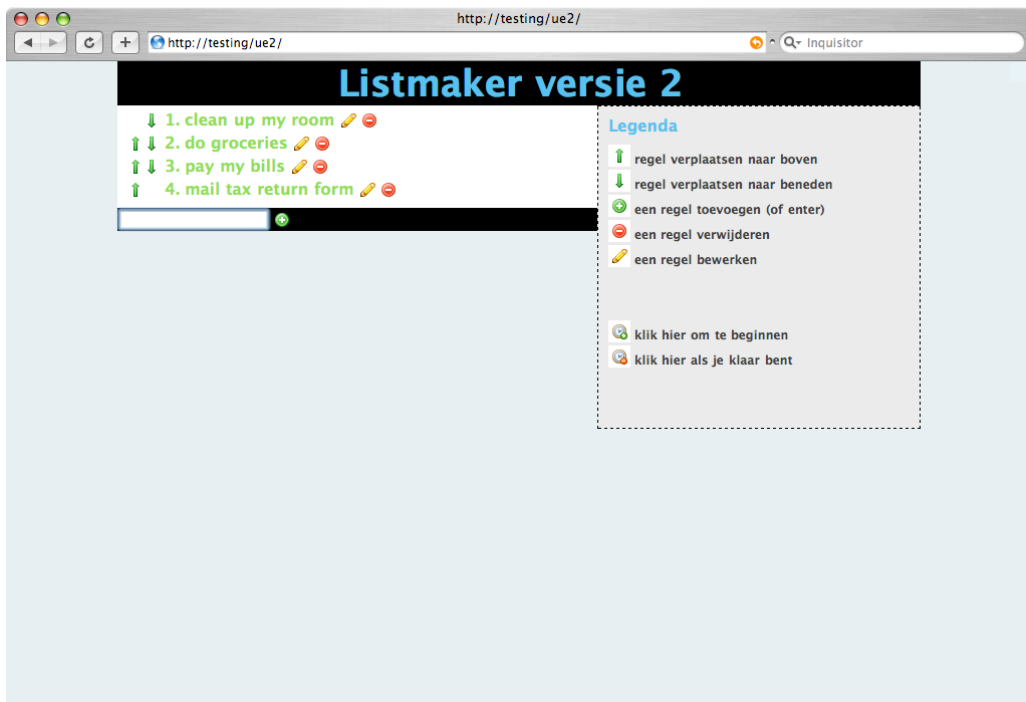 http://testing/ue2/
http://testing/ue2/
Inquisitor
Listmaker versie 2
1. clean up my room
2. do groceries
3. pay my bills
4. mail tax return form
Legenda
regel verplaatsen naar boven
regel verplaatsen naar beneden
een regel toevoegen (of enter)
een regel verwijderen
een regel bewerken
klik hier om te beginnen
klik hier als je klaar bent